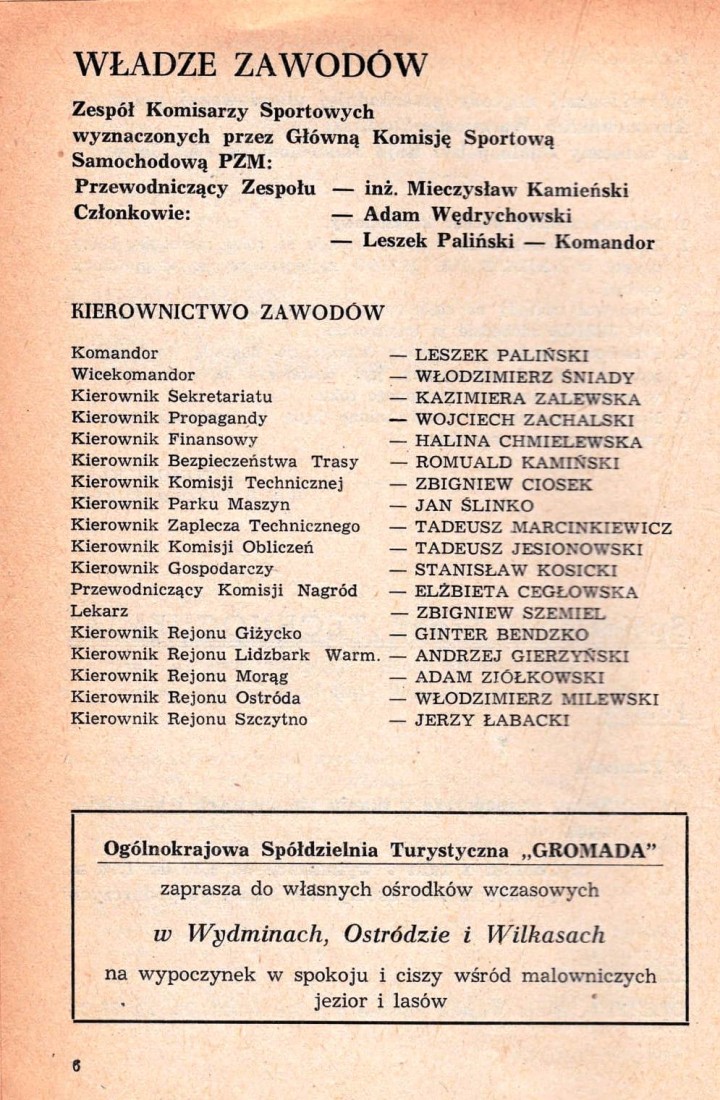 WŁADZE ZAWODÓW
Zespół Komisarzy Sportowych
wyznaczonych przez Główną Komisję Sportową
Samochodową PZM:
Przewodniczący Zespołu — inż. Mieczysław Kamieński
Członkowie: — Adam Wędrychowski
— Leszek Paliński — Komandor
KIEROWNICTWO ZAWODÓW
Komandor — LESZEK PALIŃSKI
Wicekomandor — WŁODZIMIERZ ŚNIADY
Kierownik Sekretariatu — KAZIMIERA ZALEWSKA
Kierownik Propagandy — WOJCIECH ZACHALSKI
Kierownik Finansowy — HALINA CHMIELEWSKA
Kierownik Bezpieczeństwa Trasy — ROMUALD KAMIŃSKI
Kierownik Komisji Technicznej — ZBIGNIEW CIOSEK
Kierownik Parku Maszyn — JAN ŚLINKO
Kierownik Zaplecza Technicznego — TADEUSZ MARCINKIEWICZ
Kierownik Komisji Obliczeń — TADEUSZ JESIONOWSKI
Kierownik Gospodarczy — STANISŁAW KOSICKI
Przewodniczący Komisji Nagród — ELŻBIETA CEGŁOWSKA
Lekarz — ZBIGNIEW SZEMIEL
Kierownik Rejonu Giżycko — GINTER BENDZKO
Kierownik Rejonu Lidzbark Warm. — ANDRZEJ GIERZYŃSKI
Kierownik Rejonu Morąg — ADAM ZIÓŁKOWSKI
Kierownik Rejonu Ostróda — WŁODZIMIERZ MILEWSKI
Kierownik Rejonu Szczytno — JERZY ŁABACKI
Ogólnokrajowa Spółdzielnia Turystyczna „GROMADA”
zaprasza do własnych ośrodków wczasowych
w Wydminach, Ostródzie i Wilkasach
na wypoczynek w spokoju i ciszy wśród malowniczych
jezior i lasów
6